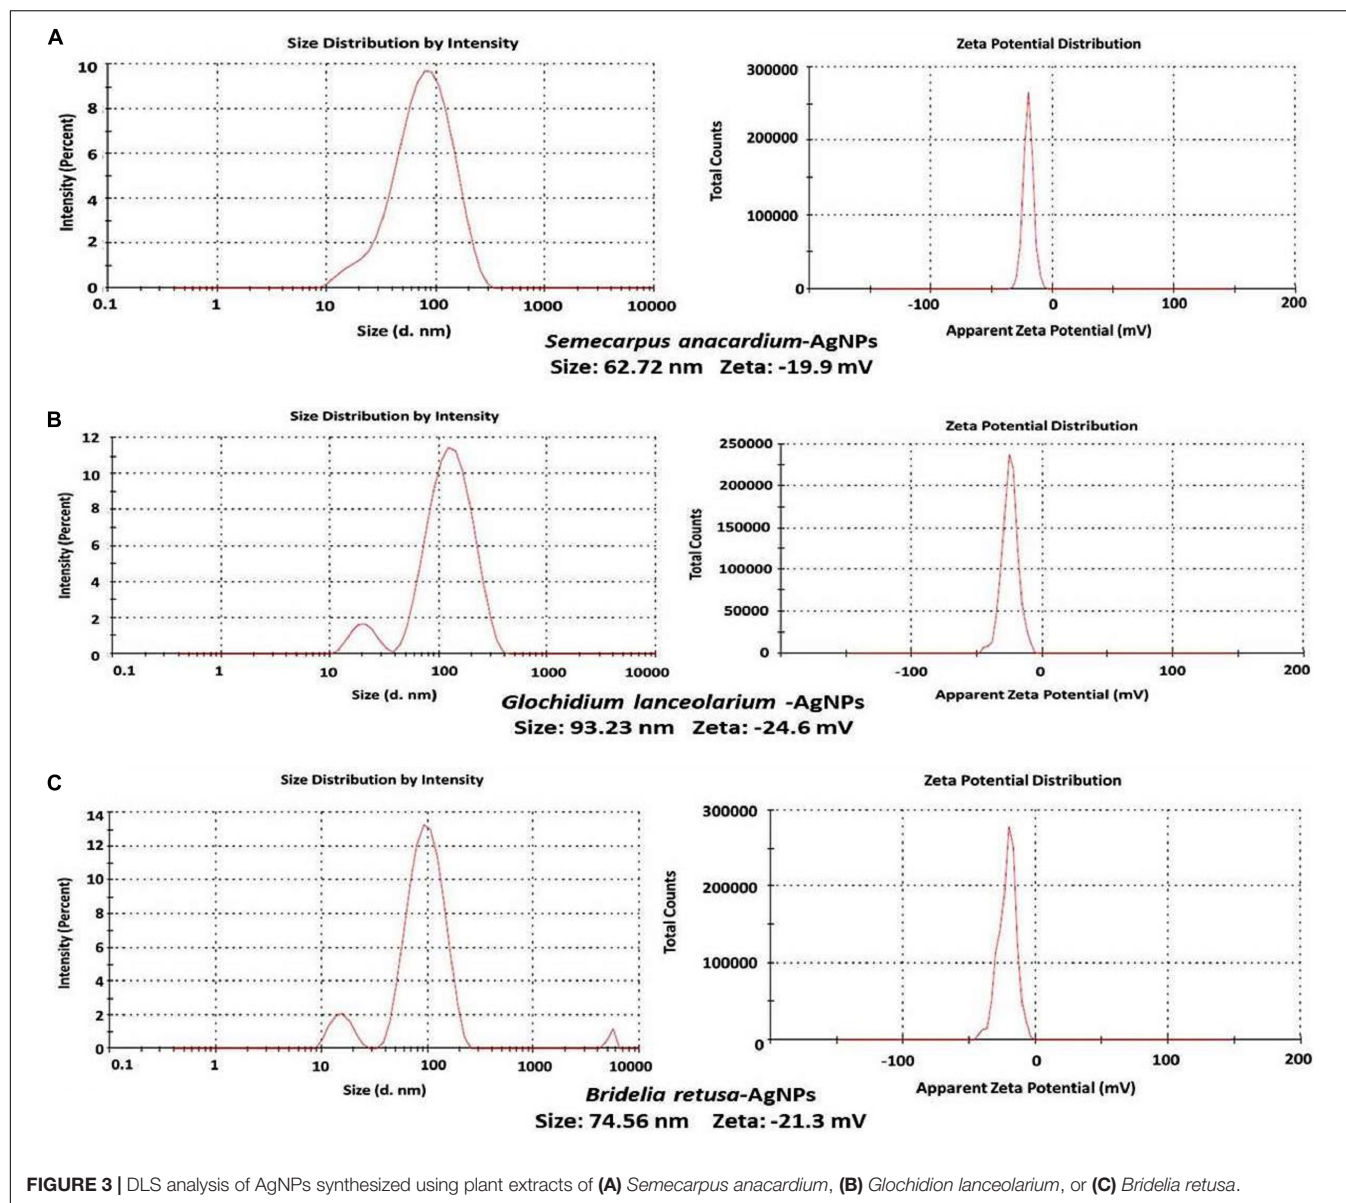 A
Size Distribution by Intensity
Intensity (Percent)
10
8
6
4
2
0
0.1 1 10 100 1000 10000
Size (d. nm)
Zeta Potential Distribution
Total Counts
300000
200000
100000
0
-100 0 100 200
Apparent Zeta Potential (mV)
Semecarpus anacardium-AgNPs
Size: 62.72 nm Zeta: -19.9 mV
B
Size Distribution by Intensity
Intensity (Percent)
12
10
8
6
4
2
0
0.1 1 10 100 1000 10000
Size (d. nm)
Zeta Potential Distribution
Total Counts
250000
200000
150000
100000
50000
0
-100 0 100 200
Apparent Zeta Potential (mV)
Glochidium lanceolarium -AgNPs
Size: 93.23 nm Zeta: -24.6 mV
C
Size Distribution by Intensity
Intensity (Percent)
14
12
10
8
6
4
2
0
0.1 1 10 100 1000 10000
Size (d. nm)
Zeta Potential Distribution
Total Counts
300000
200000
100000
0
-100 0 100 200
Apparent Zeta Potential (mV)
Bridelia retusa-AgNPs
Size: 74.56 nm Zeta: -21.3 mV
FIGURE 3 | DLS analysis of AgNPs synthesized using plant extracts of (A) Semecarpus anacardium, (B) Glochidion lanceolarium, or (C) Bridelia retusa.